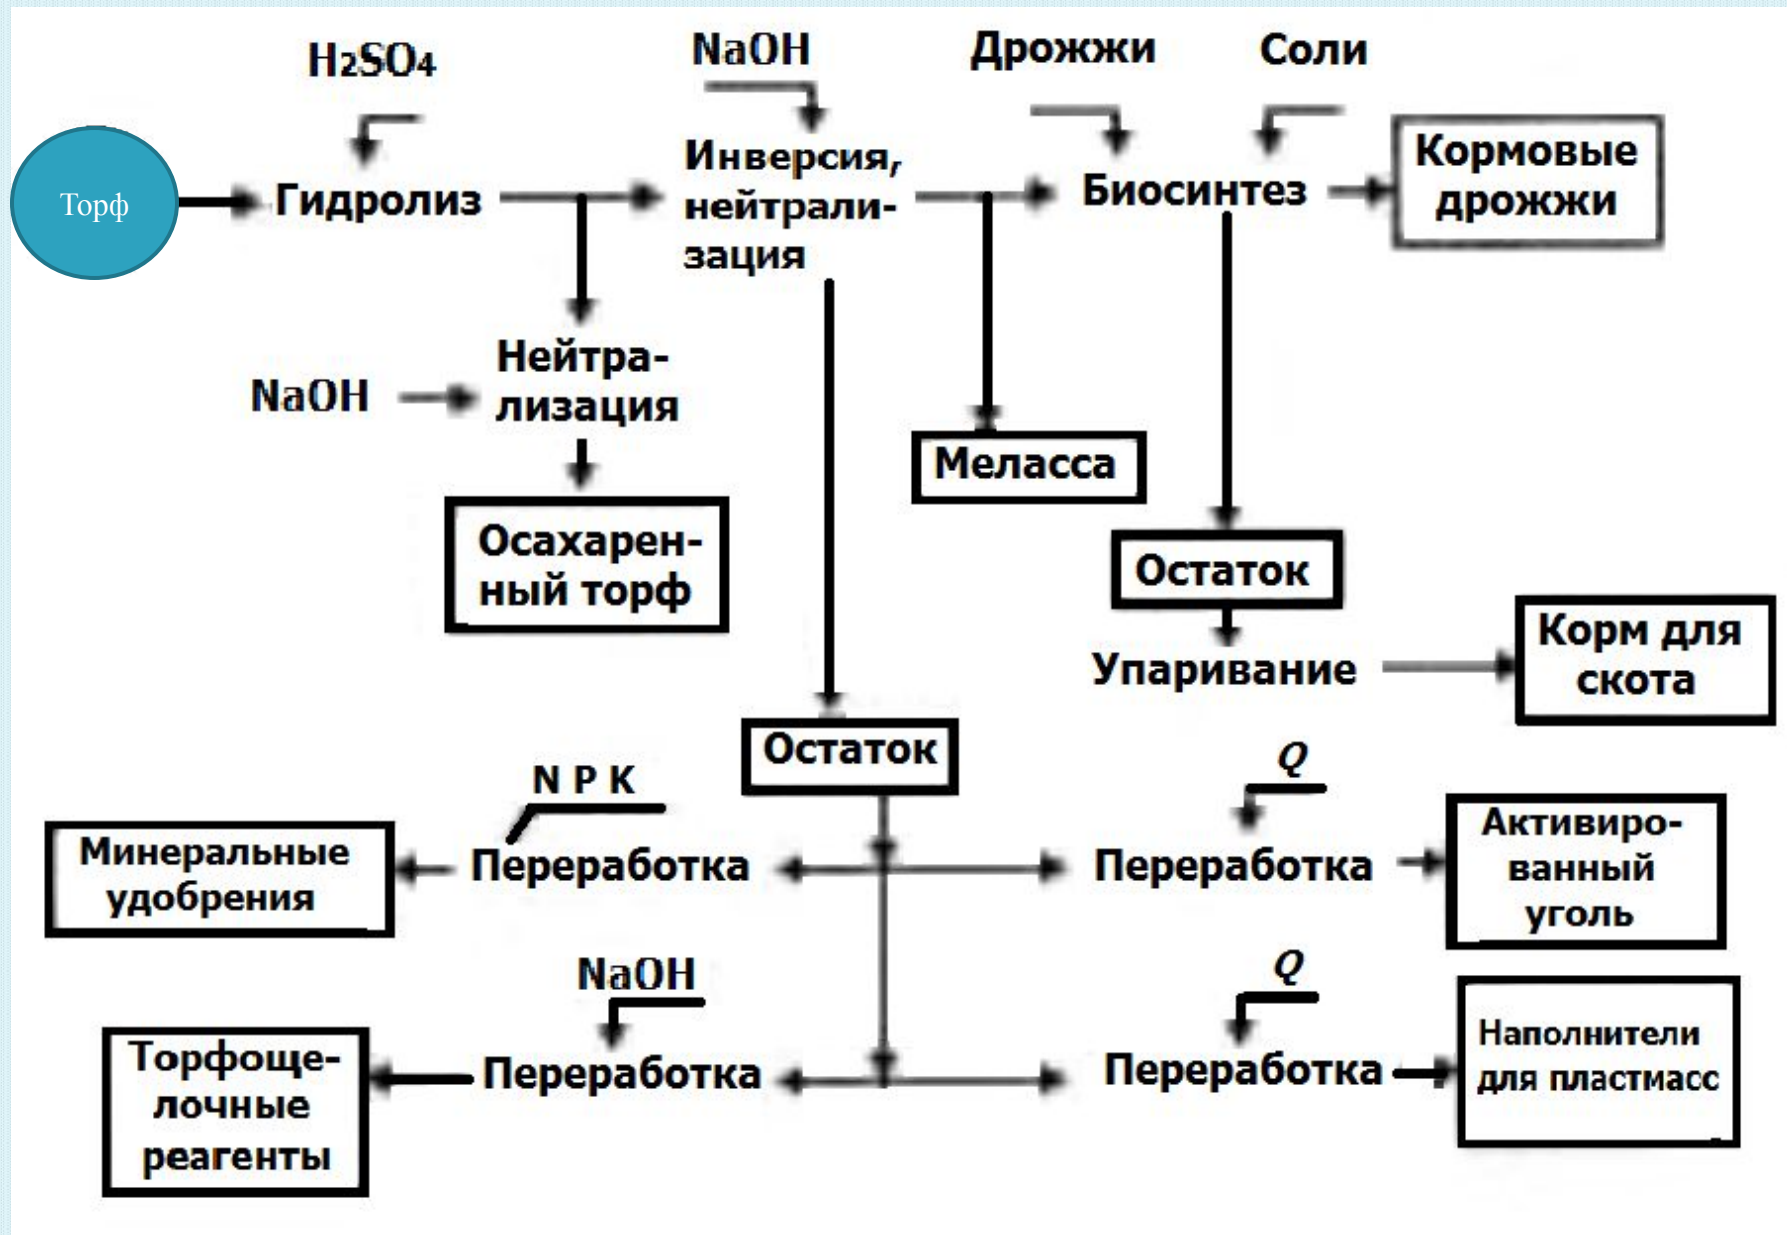 H2SO4
NaOH
Дрожжи
Соли
Торф
Гидролиз
Инверсия,
нейтрали-
зация
Биосинтез
Кормовые
дрожжи
NaOH
Нейтра-
лизация
Меласса
Осахарен-
ный торф
Остаток
Упаривание
Корм для
скота
Остаток
N P K
Q
Минеральные
удобрения
Переработка
Переработка
Активиро-
ванный
уголь
NaOH
Q
Торфоще-
лочные
реагенты
Переработка
Переработка
Наполнители
для пластмасс